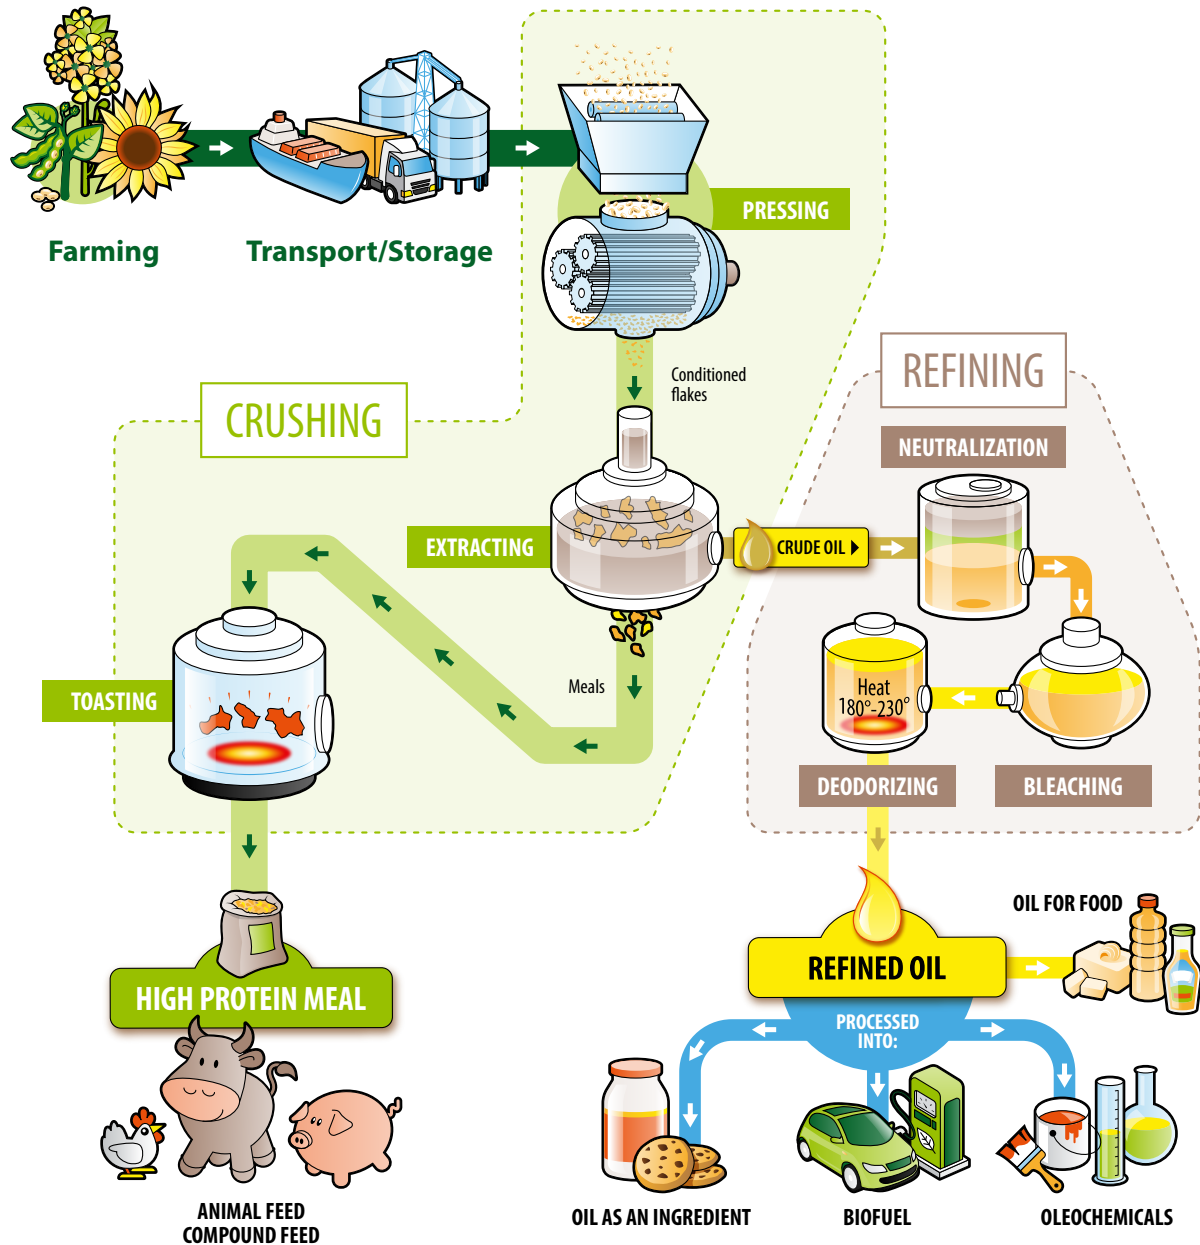 Farming
Transport/Storage
PRESSING
Conditioned
flakes
CRUSHING
REFINING
NEUTRALIZATION
EXTRACTING
CRUDE OIL
Heat
180°-230°
Meals
TOASTING
DEODORIZING
BLEACHING
OIL FOR FOOD
REFINED OIL
HIGH PROTEIN MEAL
PROCESSED
INTO:
ANIMAL FEED
COMPOUND FEED
OIL AS AN INGREDIENT
BIOFUEL
OLEOCHEMICALS